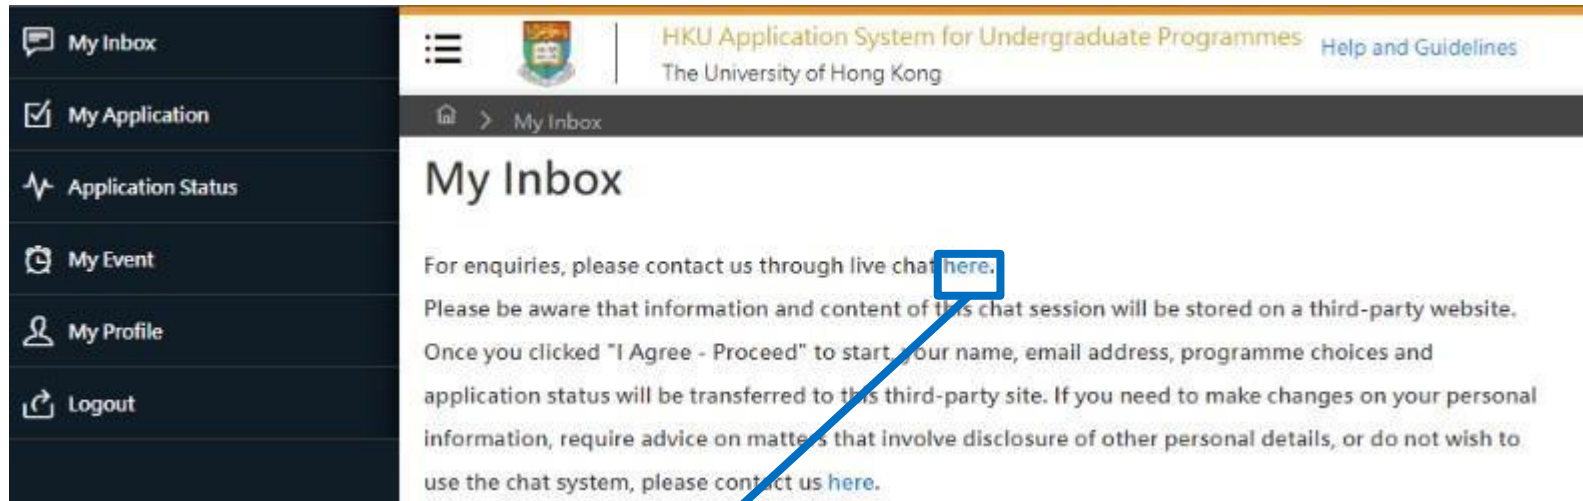 My Inbox
My Application
Application Status
My Event
My Profile
Logout
HKU Application System for Undergraduate Programmes
Help and Guidelines
The University of Hong Kong
> My Inbox
My Inbox
For enquiries, please contact us through live chat here.
Please be aware that information and content of this chat session will be stored on a third-party website.
Once you clicked "I Agree - Proceed" to start, your name, email address, programme choices and
application status will be transferred to this third-party site. If you need to make changes on your personal
information, require advice on matters that involve disclosure of other personal details, or do not wish to
use the chat system, please contact us here.